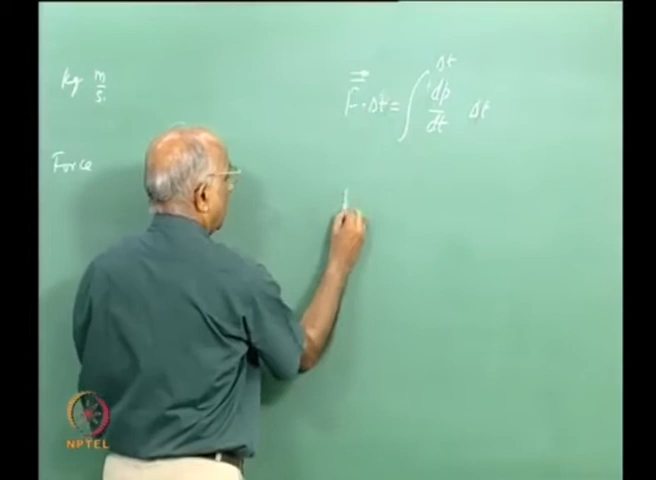 kg m/s.
Force
F⃗ · Δt = ∫^Δt dp/dt Δt
NPTEL